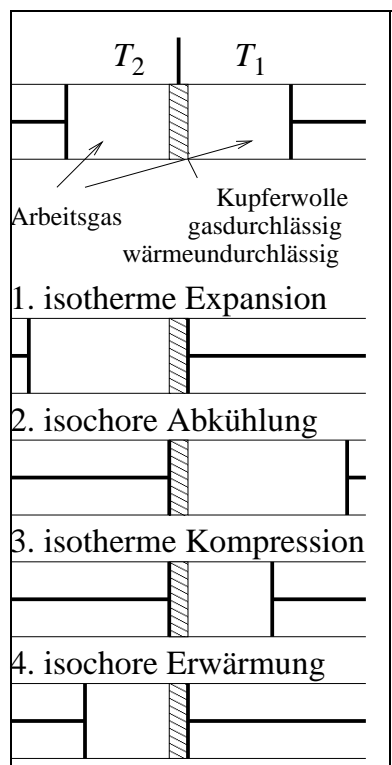 T₂ T₁
Kupferwolle
Arbeitsgas
gasdurchlässig
wärmeundurchlässig
1. isotherme Expansion
2. isochore Abkühlung
3. isotherme Kompression
4. isochore Erwärmung